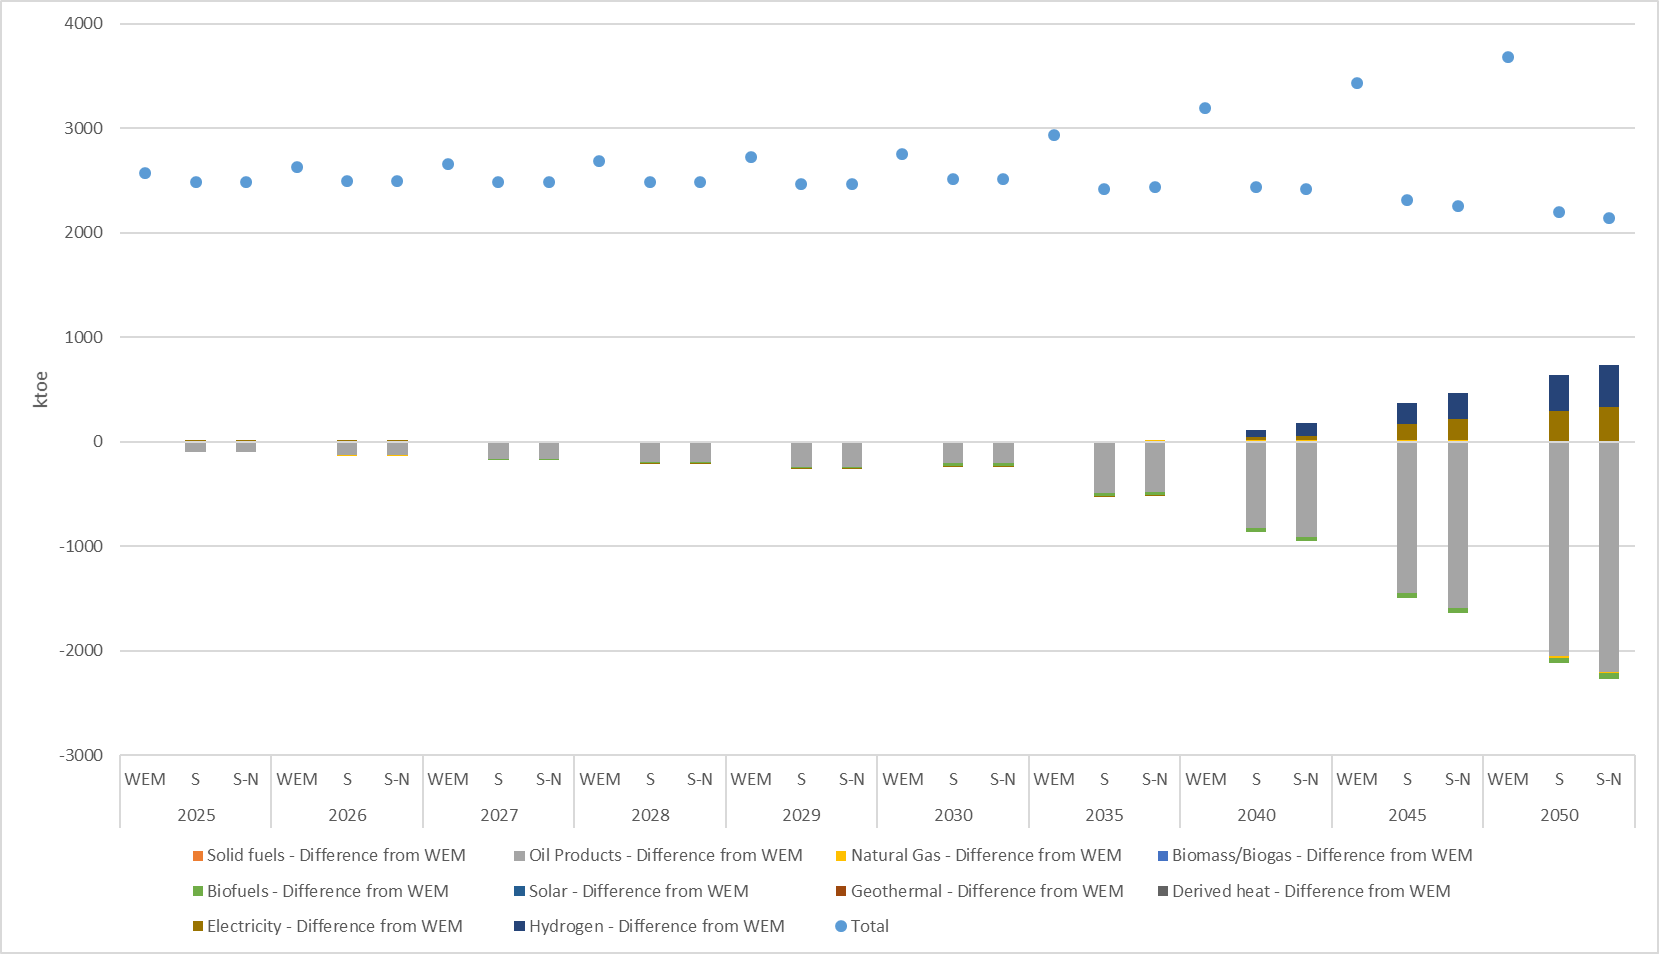 4000
3000
2000
1000
0
-1000
-2000
-3000
ktoe
WEM S S-N WEM S S-N WEM S S-N WEM S S-N WEM S S-N WEM S S-N WEM S S-N WEM S S-N WEM S S-N WEM S S-N
2025 2026 2027 2028 2029 2030 2035 2040 2045 2050
Solid fuels - Difference from WEM Oil Products - Difference from WEM Natural Gas - Difference from WEM Biomass/Biogas - Difference from WEM
Biofuels - Difference from WEM Solar - Difference from WEM Geothermal - Difference from WEM Derived heat - Difference from WEM
Electricity - Difference from WEM Hydrogen - Difference from WEM Total